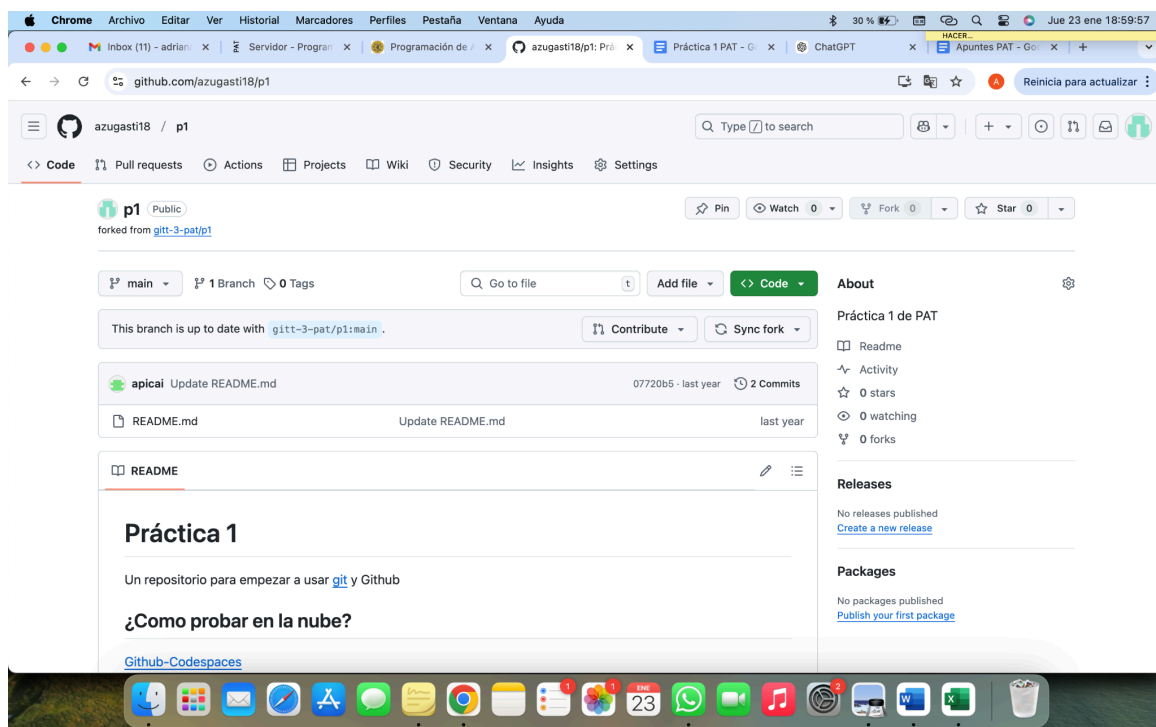 Chrome Archivo Editar Ver Historial Marcadores Perfiles Pestaña Ventana Ayuda 30 % Jue 23 ene 18:59:57
HACER...
Inbox (11) - adrian Servidor - Program Programación de A azugasti18/p1: Prá Práctica 1 PAT - G ChatGPT Apuntes PAT - Goo
github.com/azugasti18/p1 A Reinicia para actualizar
azugasti18 / p1 Type / to search
Code Pull requests Actions Projects Wiki Security Insights Settings
p1 Public Pin Watch 0 Fork 0 Star 0
forked from gitt-3-pat/p1
main 1 Branch 0 Tags Go to file t Add file Code About
Práctica 1 de PAT
This branch is up to date with gitt-3-pat/p1:main . Contribute Sync fork
Readme
Activity
apicai Update README.md 07720b5 · last year 2 Commits
0 stars
README.md Update README.md last year
0 watching
0 forks
README
Releases
No releases published
Create a new release
Práctica 1
Packages
Un repositorio para empezar a usar git y Github
No packages published
Publish your first package
¿Como probar en la nube?
Github-Codespaces
1 1 ENE 23 2 W X